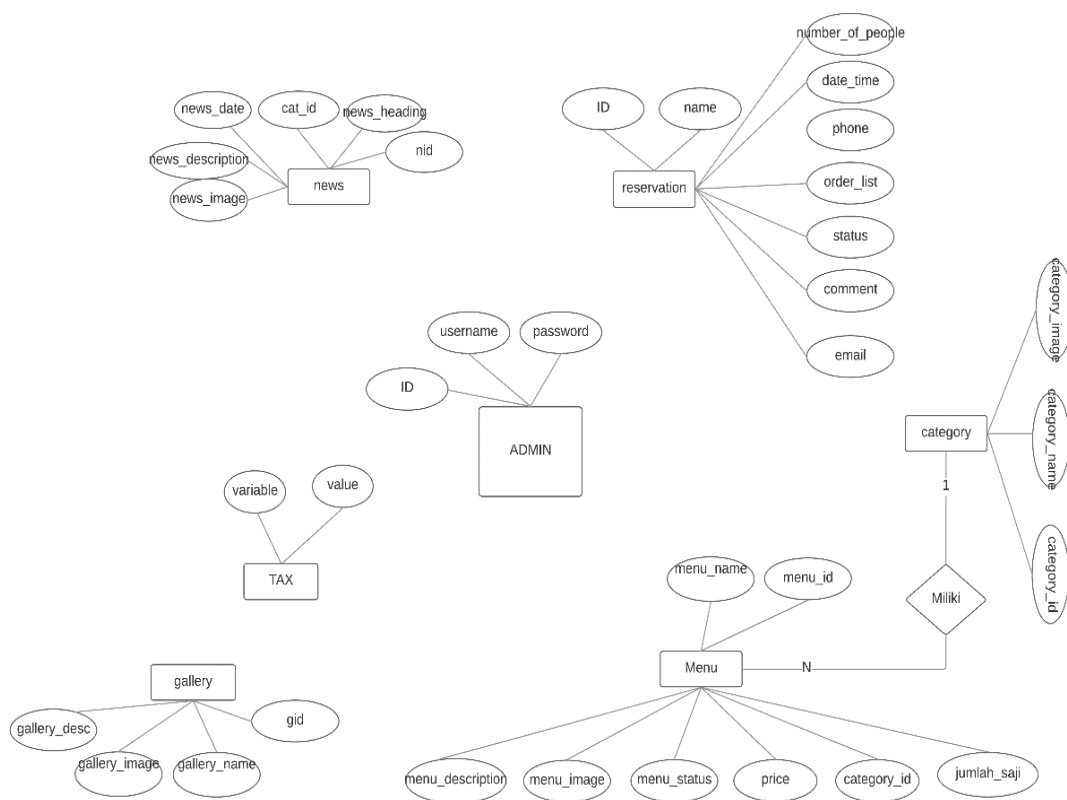 number_of_people
date_time
phone
order_list
status
comment
email
ID
name
reservation
news_date
cat_id
news_heading
nid
news_description
news_image
news
username
password
ID
ADMIN
category_image
category_name
category_id
category
1
Miliki
N
variable
value
TAX
menu_name
menu_id
Menu
menu_description
menu_image
menu_status
price
category_id
jumlah_saji
gallery
gallery_desc
gallery_image
gallery_name
gid